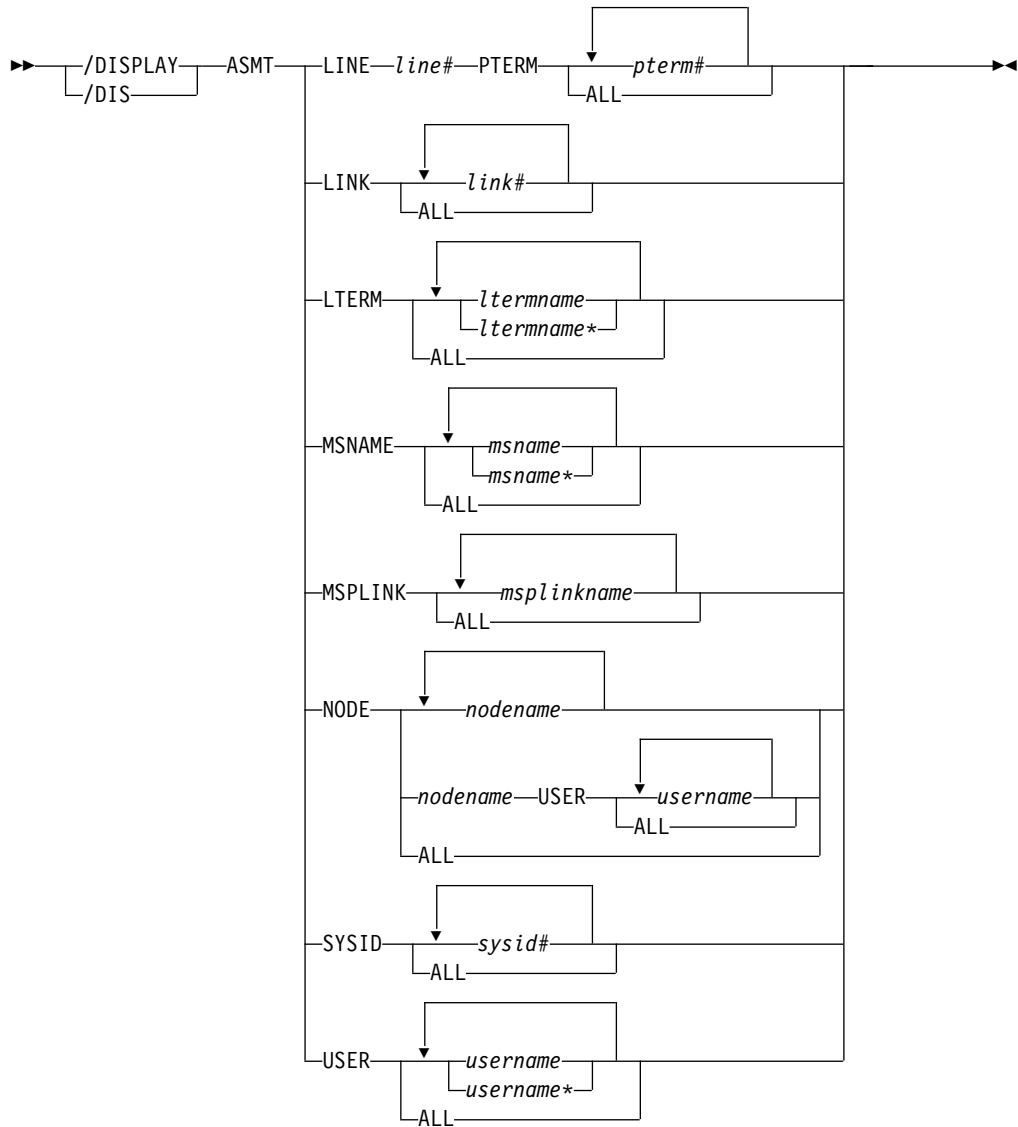 /DISPLAY ASMT LINE line# PTERM pterm#
/DIS ALL
LINK link#
ALL
LTERM ltermname
ltermname*
ALL
MSNAME msname
msname*
ALL
MSPLINK msplinkname
ALL
NODE nodename
nodename USER username
ALL
ALL
SYSID sysid#
ALL
USER username
username*
ALL